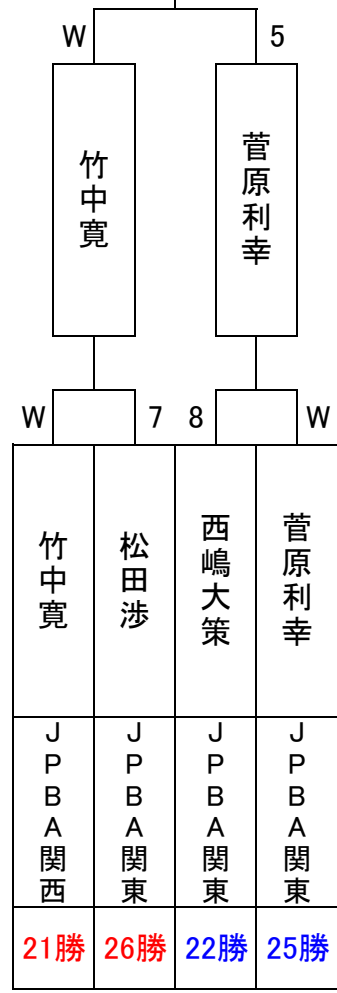 W 5
竹中寛 菅原利幸
W 7 8 W
竹中寛 松田渉 西嶋大策 菅原利幸
JPBA関西 JPBA関東 JPBA関東 JPBA関東
21勝 26勝 22勝 25勝